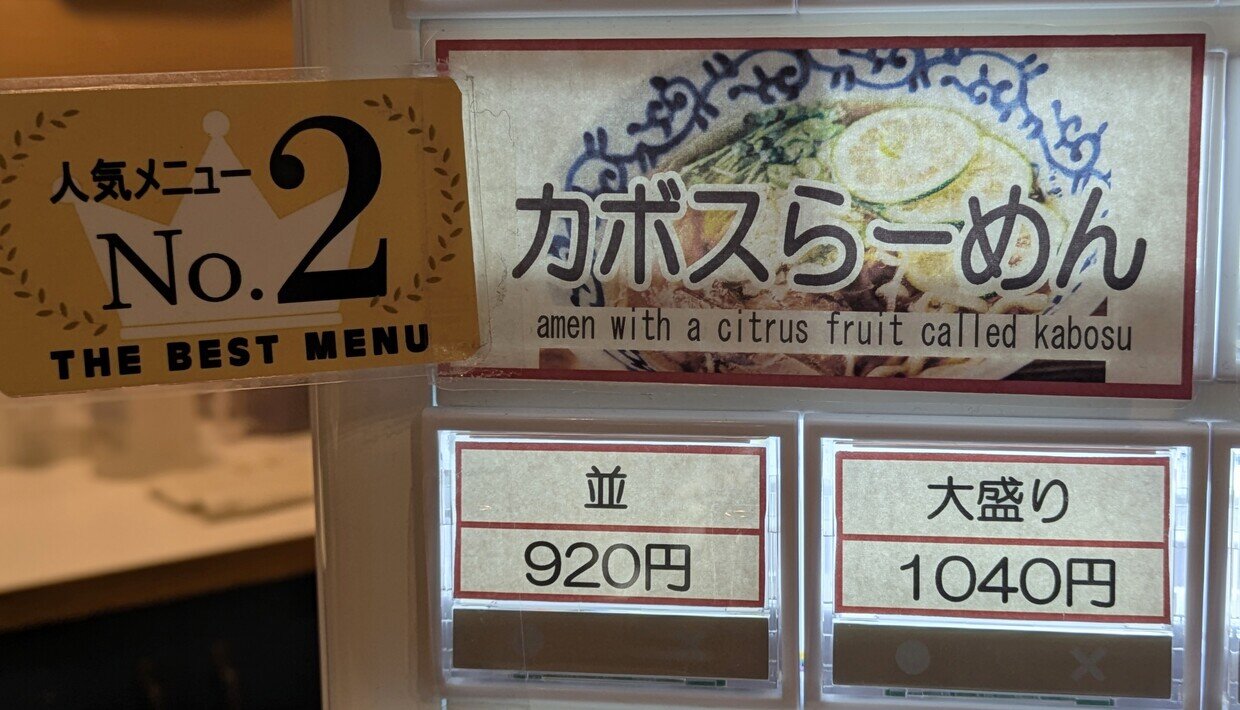 人気メニュー
No.2
THE BEST MENU
カボスらーめん
amen with a citrus fruit called kabosu
並
920円
大盛り
1040円